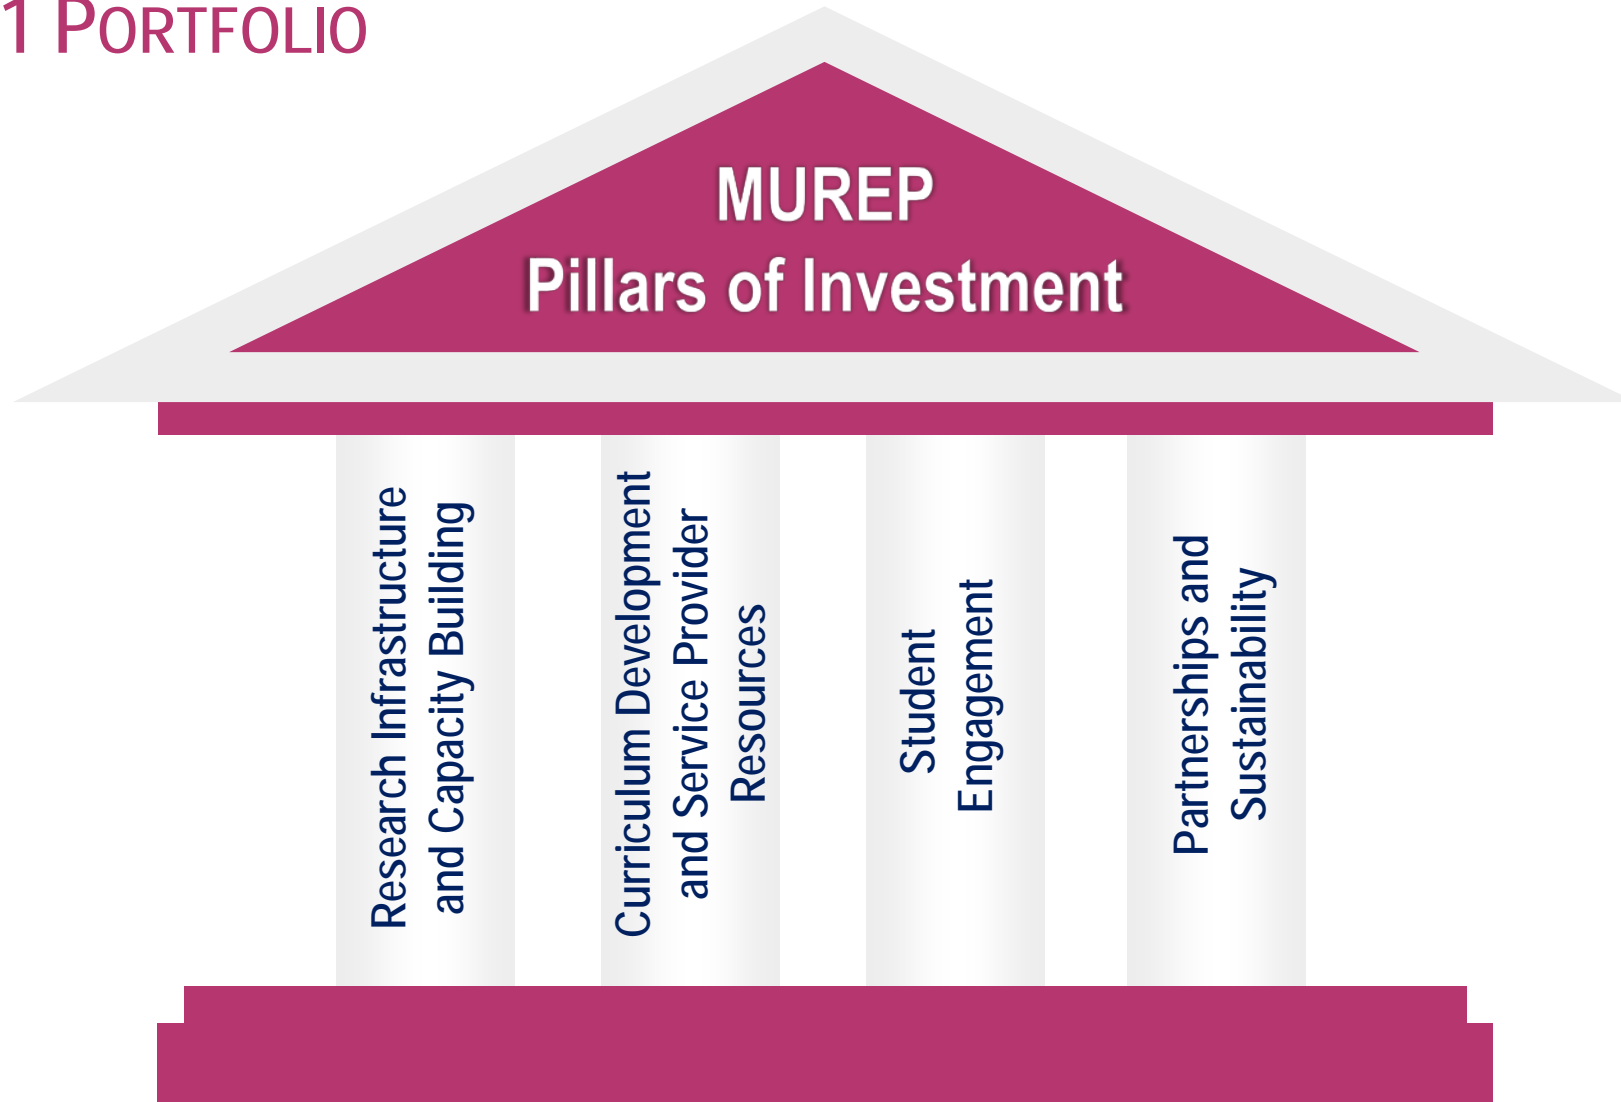 1 PORTFOLIO
MUREP
Pillars of Investment
Research Infrastructure
and Capacity Building
Curriculum Development
and Service Provider
Resources
Student
Engagement
Partnerships and
Sustainability